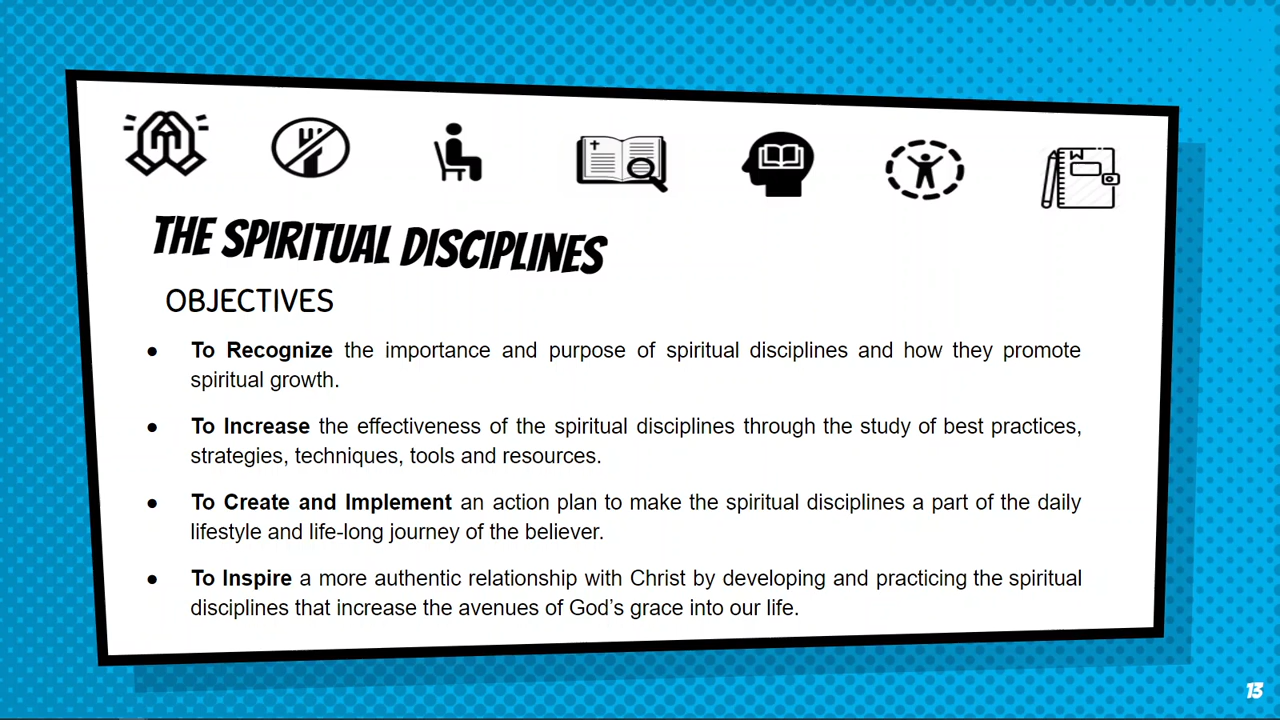 THE SPIRITUAL DISCIPLINES
OBJECTIVES
● To Recognize the importance and purpose of spiritual disciplines and how they promote
spiritual growth.
● To Increase the effectiveness of the spiritual disciplines through the study of best practices,
strategies, techniques, tools and resources.
● To Create and Implement an action plan to make the spiritual disciplines a part of the daily
lifestyle and life-long journey of the believer.
● To Inspire a more authentic relationship with Christ by developing and practicing the spiritual
disciplines that increase the avenues of God’s grace into our life.
13